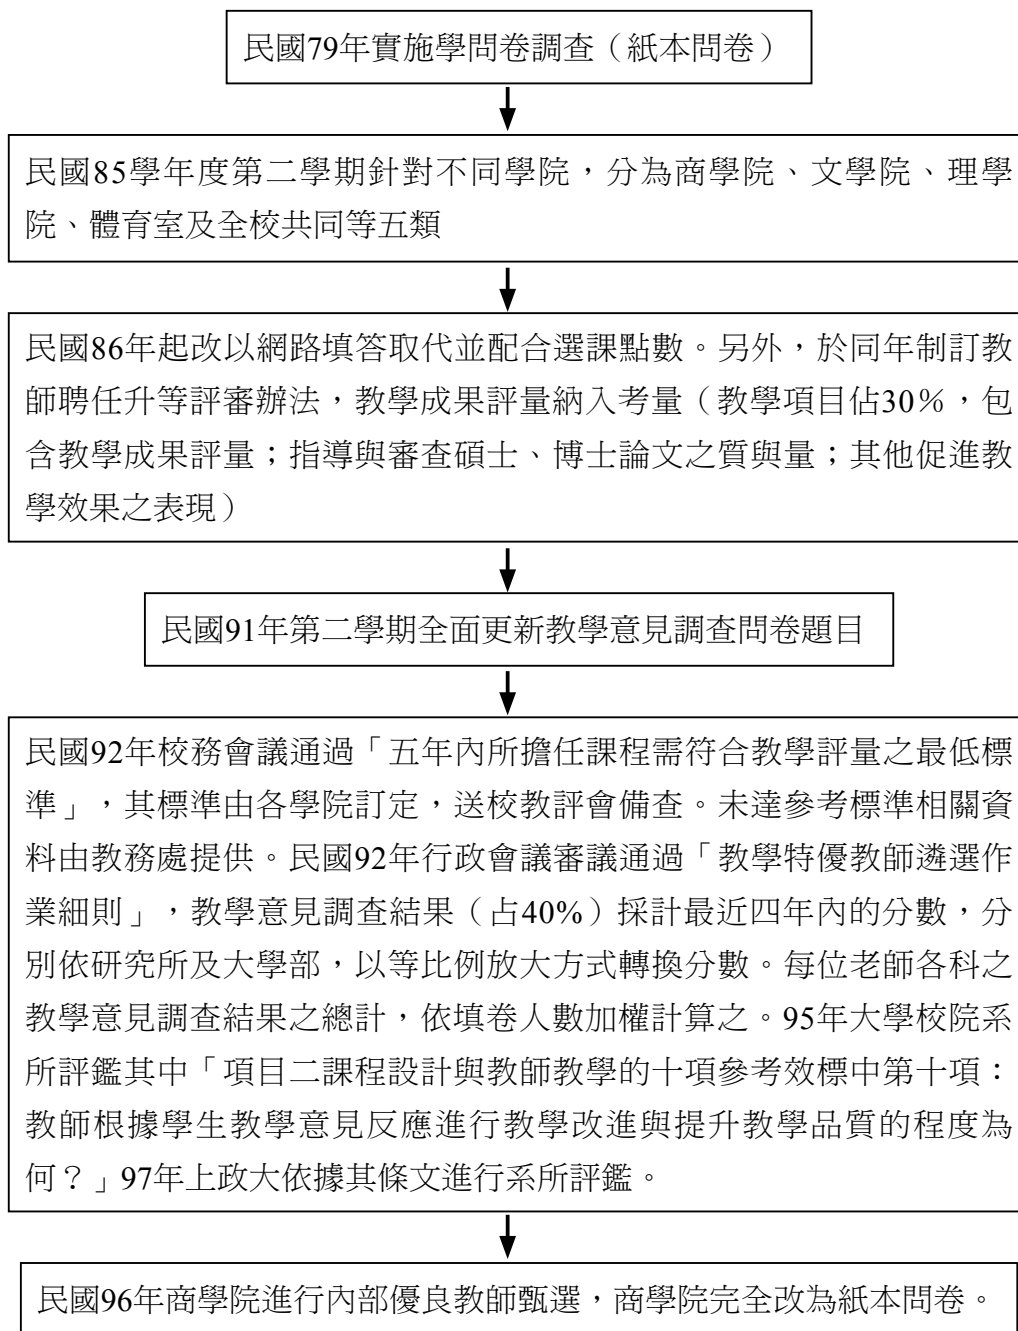 民國79年實施學問卷調查（紙本問卷）
民國85學年度第二學期針對不同學院，分為商學院、文學院、理學
院、體育室及全校共同等五類
民國86年起改以網路填答取代並配合選課點數。另外，於同年制訂教
師聘任升等評審辦法，教學成果評量納入考量（教學項目佔30%，包
含教學成果評量；指導與審查碩士、博士論文之質與量；其他促進教
學效果之表現）
民國91年第二學期全面更新教學意見調查問卷題目
民國92年校務會議通過「五年內所擔任課程需符合教學評量之最低標
準」，其標準由各學院訂定，送校教評會備查。未達參考標準相關資
料由教務處提供。民國92年行政會議審議通過「教學特優教師遴選作
業細則」，教學意見調查結果（占40%）採計最近四年內的分數，分
別依研究所及大學部，以等比例放大方式轉換分數。每位老師各科之
教學意見調查結果之總計，依填卷人數加權計算之。95年大學校院系
所評鑑其中「項目二課程設計與教師教學的十項參考效標中第十項：
教師根據學生教學意見反應進行教學改進與提升教學品質的程度為
何？」97年上政大依據其條文進行系所評鑑。
民國96年商學院進行內部優良教師甄選，商學院完全改為紙本問卷。